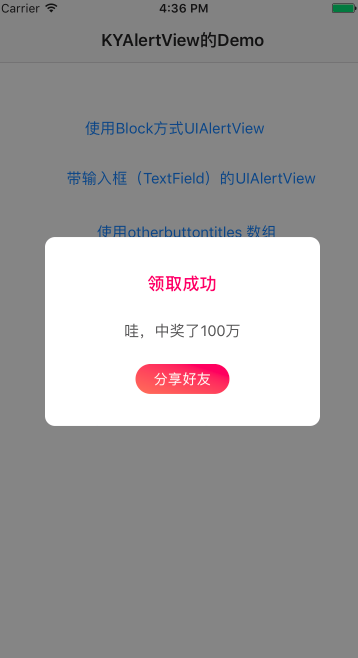 Carrier 4:36 PM
KYAlertView的Demo
使用Block方式UIAlertView
带输入框（TextField）的UIAlertView
使用otherbuttontitles 数组
领取成功
哇，中奖了100万
分享好友